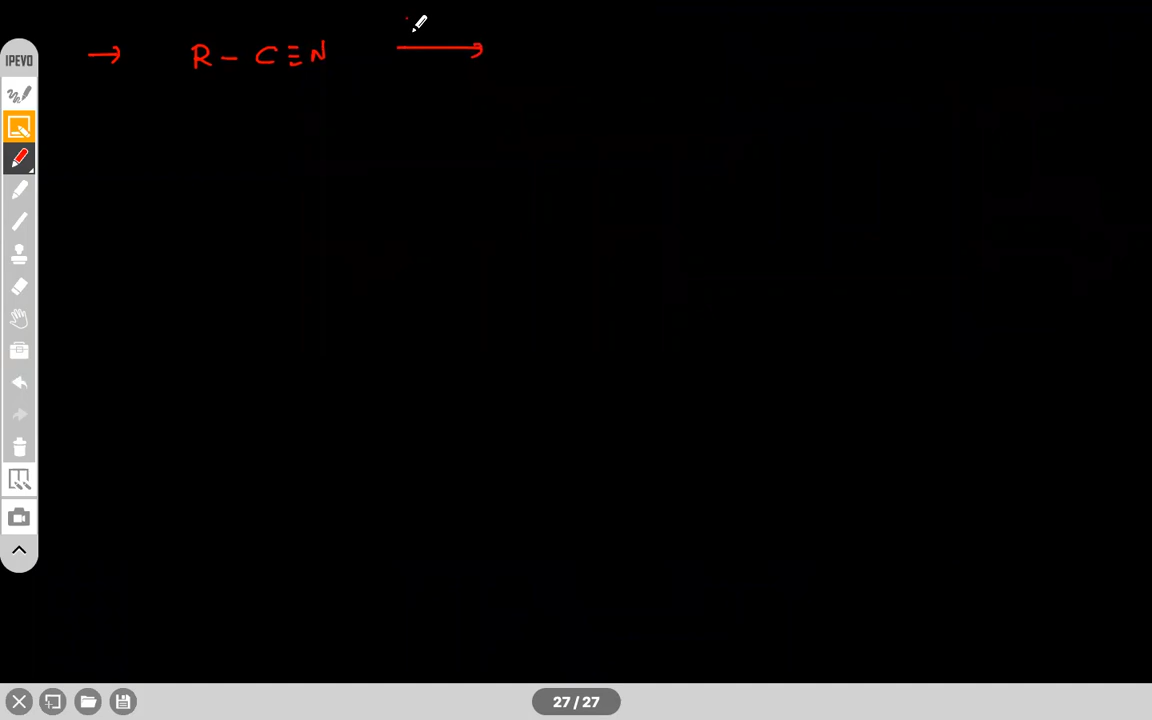 → R - C ≡ N →
IPEVO
27 / 27